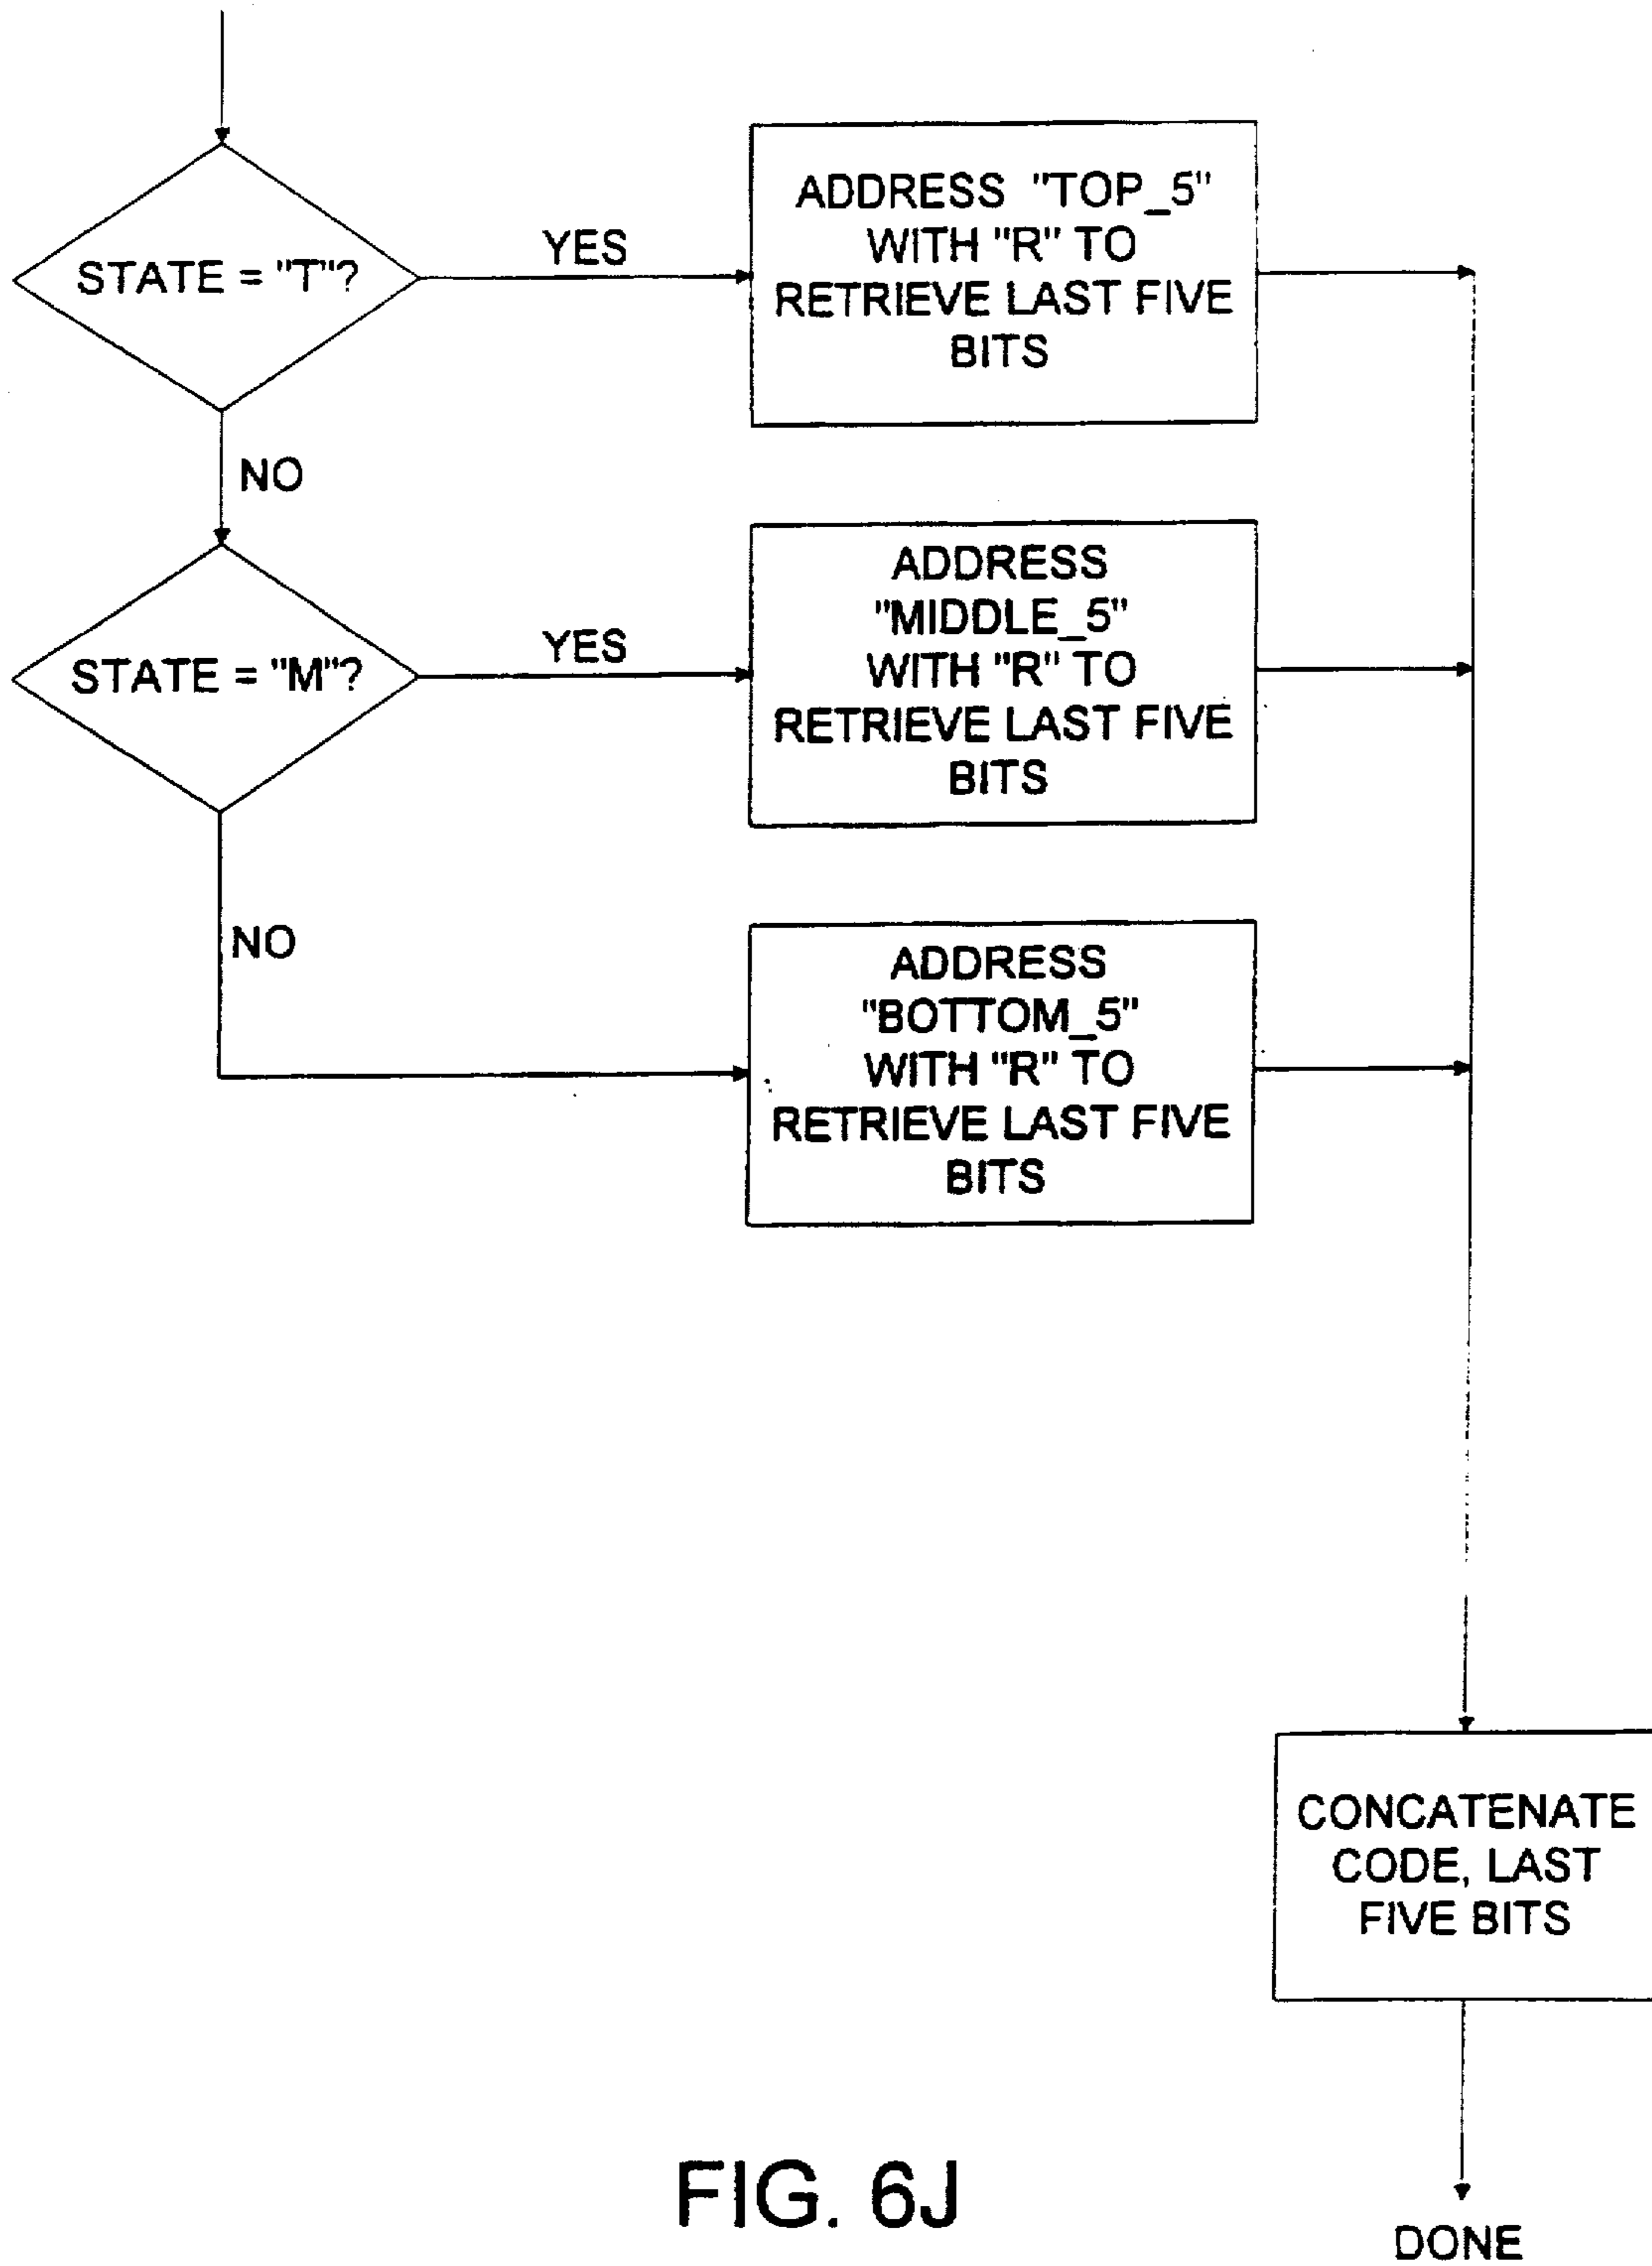 STATE = "T"?
YES
ADDRESS "TOP_5"
WITH "R" TO
RETRIEVE LAST FIVE
BITS
NO
STATE = "M"?
YES
ADDRESS
"MIDDLE_5"
WITH "R" TO
RETRIEVE LAST FIVE
BITS
NO
ADDRESS
"BOTTOM_5"
WITH "R" TO
RETRIEVE LAST FIVE
BITS
CONCATENATE
CODE, LAST
FIVE BITS
DONE
FIG. 6J